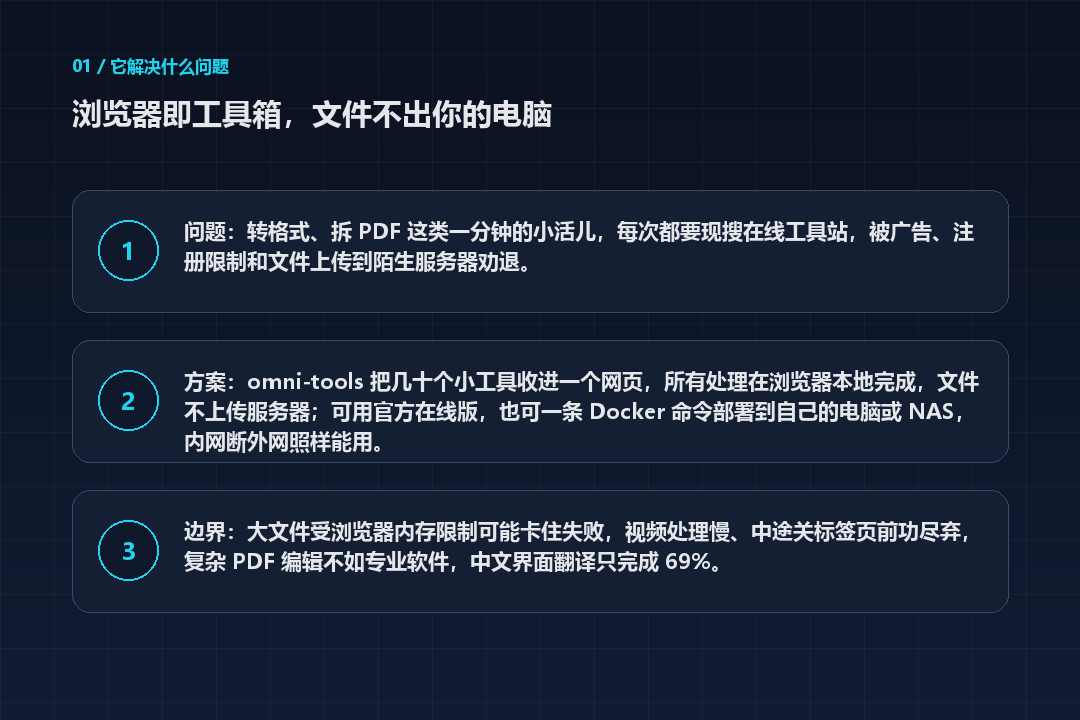 01 / 它解决什么问题
浏览器即工具箱，文件不出你的电脑
1
问题：转格式、拆 PDF 这类一分钟的小活儿，每次都要现搜在线工具站，被广告、注
册限制和文件上传到陌生服务器劝退。
2
方案：omni-tools 把几十个小工具收进一个网页，所有处理在浏览器本地完成，文件
不上传服务器；可用官方在线版，也可一条 Docker 命令部署到自己的电脑或 NAS，
内网断外网照样能用。
3
边界：大文件受浏览器内存限制可能卡住失败，视频处理慢、中途关标签页前功尽弃，
复杂 PDF 编辑不如专业软件，中文界面翻译只完成 69%。